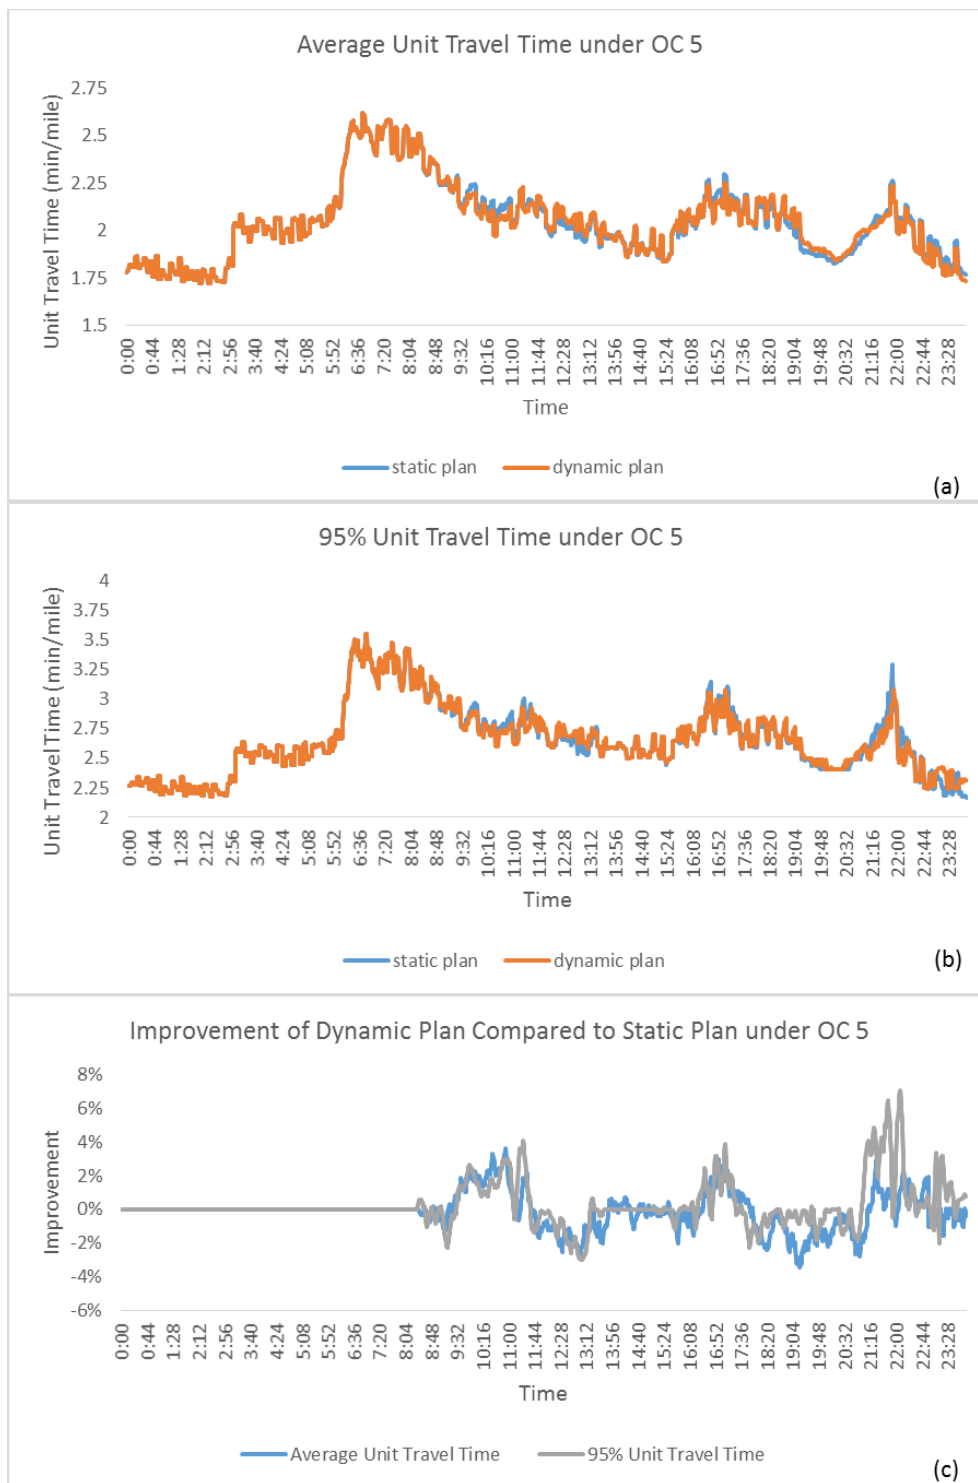 Average Unit Travel Time under OC 5
Unit Travel Time (min/mile)
2.75
2.5
2.25
2
1.75
1.5
0:00 0:44 1:28 2:12 2:56 3:40 4:24 5:08 5:52 6:36 7:20 8:04 8:48 9:32 10:16 11:00 11:44 12:28 13:12 13:56 14:40 15:24 16:08 16:52 17:36 18:20 19:04 19:48 20:32 21:16 22:00 22:44 23:28
Time
static plan dynamic plan
(a)
95% Unit Travel Time under OC 5
Unit Travel Time (min/mile)
4
3.75
3.5
3.25
3
2.75
2.5
2.25
2
0:00 0:44 1:28 2:12 2:56 3:40 4:24 5:08 5:52 6:36 7:20 8:04 8:48 9:32 10:16 11:00 11:44 12:28 13:12 13:56 14:40 15:24 16:08 16:52 17:36 18:20 19:04 19:48 20:32 21:16 22:00 22:44 23:28
Time
static plan dynamic plan
(b)
Improvement of Dynamic Plan Compared to Static Plan under OC 5
Improvement
8%
6%
4%
2%
0%
-2%
-4%
-6%
0:00 0:44 1:28 2:12 2:56 3:40 4:24 5:08 5:52 6:36 7:20 8:04 8:48 9:32 10:16 11:00 11:44 12:28 13:12 13:56 14:40 15:24 16:08 16:52 17:36 18:20 19:04 19:48 20:32 21:16 22:00 22:44 23:28
Time
Average Unit Travel Time 95% Unit Travel Time
(c)